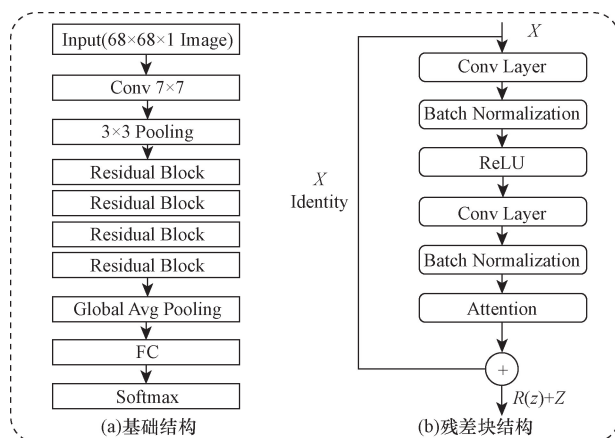 Input(68×68×1 Image)
Conv 7×7
3×3 Pooling
Residual Block
Residual Block
Residual Block
Residual Block
Global Avg Pooling
FC
Softmax
(a)基础结构
X
Conv Layer
Batch Normalization
ReLU
X
Identity
Conv Layer
Batch Normalization
Attention
+
R(z)+Z
(b)残差块结构